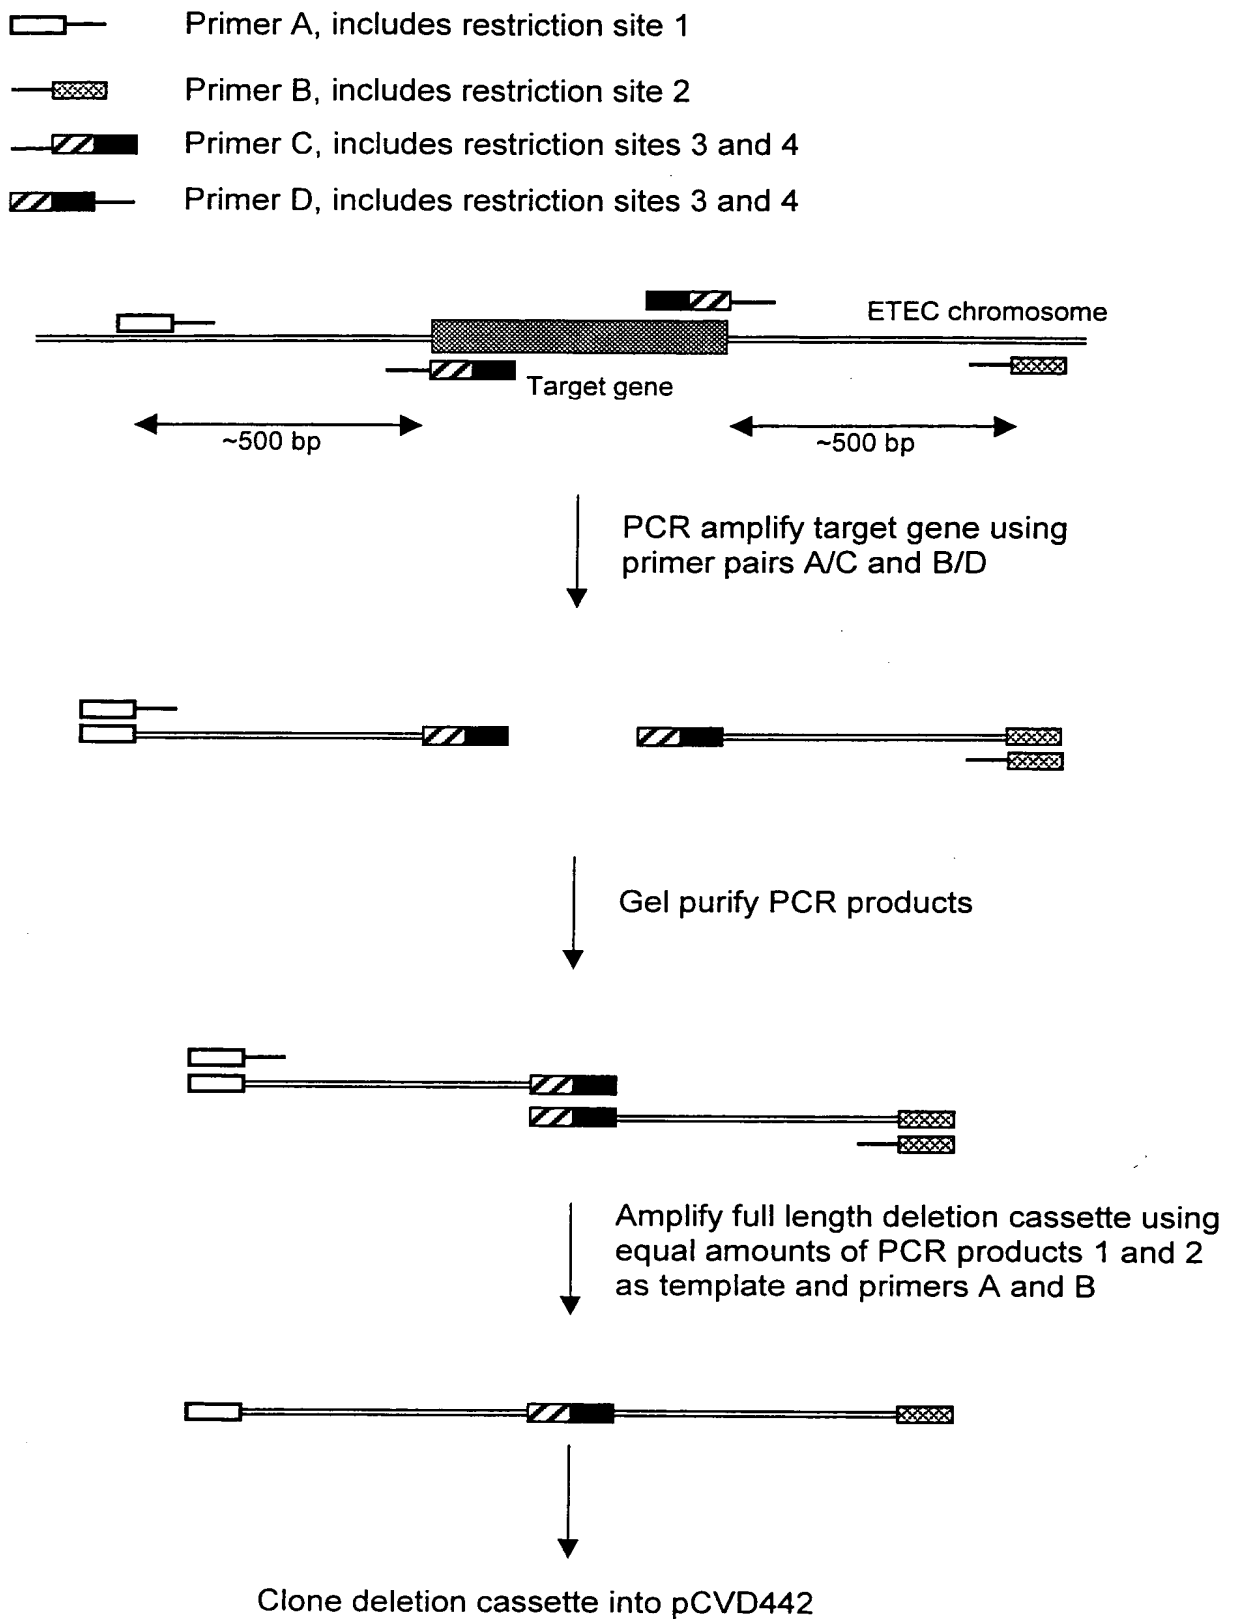 Primer A, includes restriction site 1
Primer B, includes restriction site 2
Primer C, includes restriction sites 3 and 4
Primer D, includes restriction sites 3 and 4
ETEC chromosome
Target gene
~500 bp
~500 bp
PCR amplify target gene using
primer pairs A/C and B/D
Gel purify PCR products
Amplify full length deletion cassette using
equal amounts of PCR products 1 and 2
as template and primers A and B
Clone deletion cassette into pCVD442